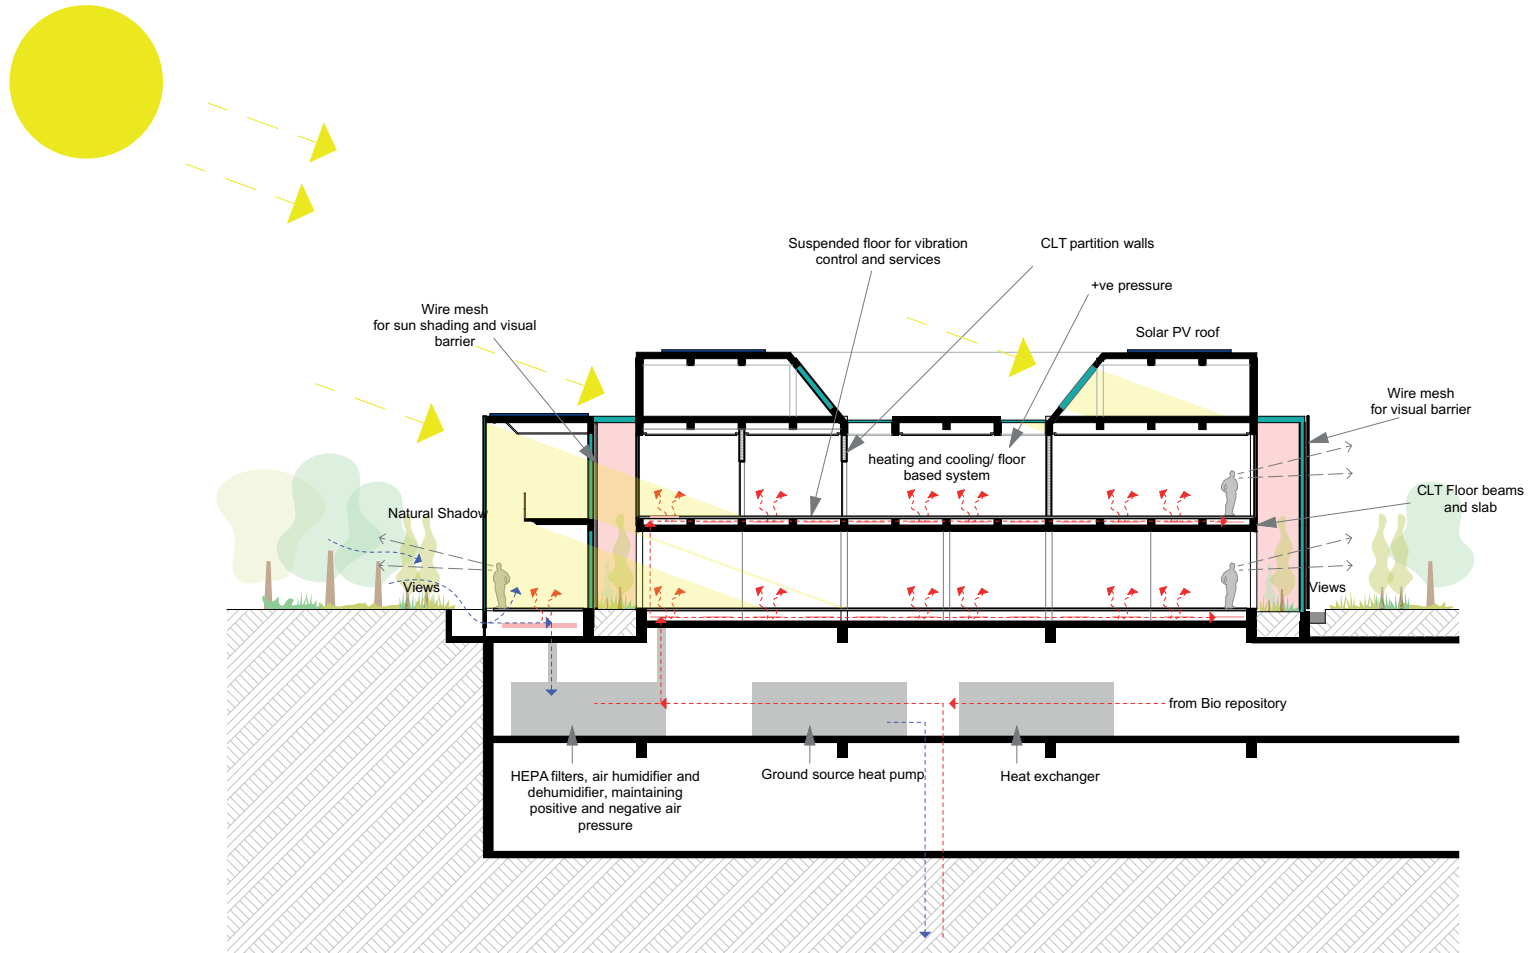 Suspended floor for vibration
control and services
CLT partition walls
+ve pressure
Wire mesh
for sun shading and visual
barrier
Solar PV roof
Wire mesh
for visual barrier
heating and cooling/ floor
based system
CLT Floor beams
and slab
Natural Shadow
Views
Views
from Bio repository
HEPA filters, air humidifier and
dehumidifier, maintaining
positive and negative air
pressure
Ground source heat pump
Heat exchanger